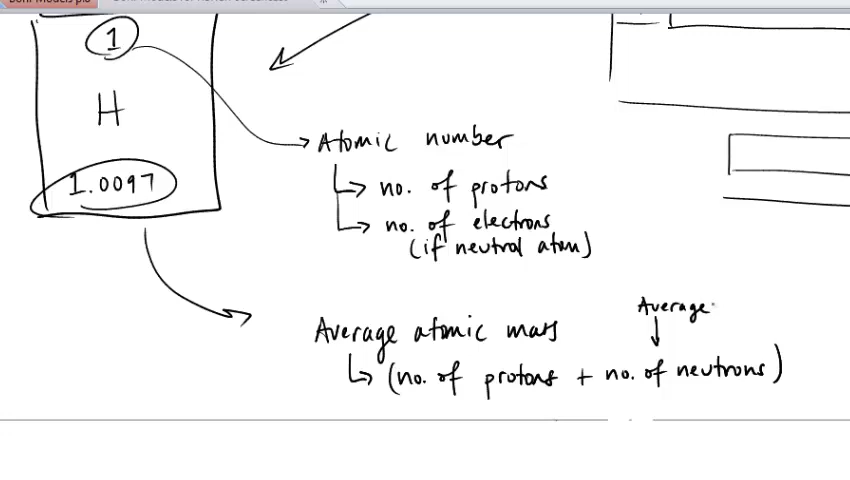 1
H
1.0097
Atomic number
no. of protons
no. of electrons
(if neutral atom)
Average atomic mass
Average
(no. of protons + no. of neutrons)